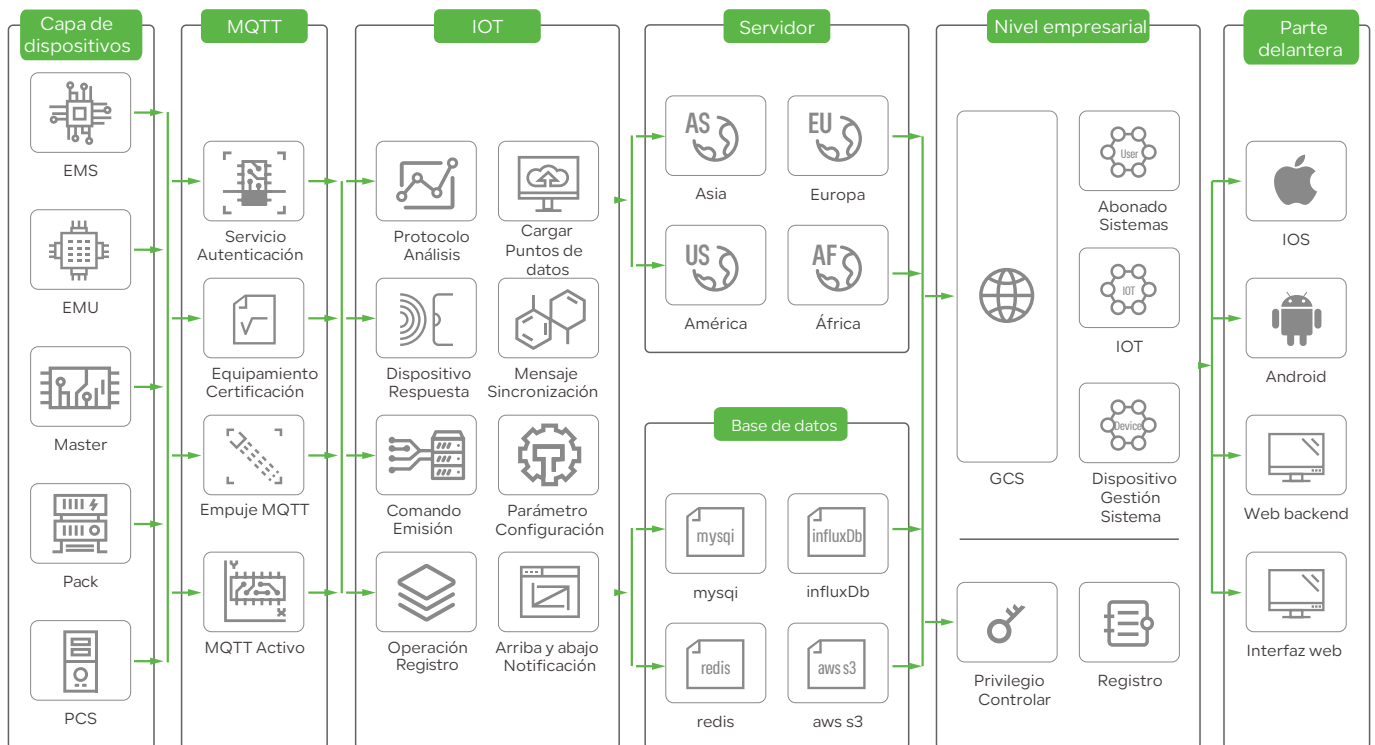 Capa de
dispositivos
EMS
EMU
Master
Pack
PCS
MQTT
Servicio
Autenticación
Equipamiento
Certificación
Empuje MQTT
Y
X
MQTT Activo
IOT
Protocolo
Análisis
Cargar
Puntos de
datos
Dispositivo
Respuesta
Mensaje
Sincronización
Comando
Emisión
Parámetro
Configuración
Operación
Registro
Arriba y abajo
Notificación
Servidor
AS
Asia
EU
Europa
US
América
AF
África
Base de datos
mysqi
mysqi
influxDb
influxDb
redis
redis
aws s3
aws s3
Nivel empresarial
GCS
User
Abonado
Sistemas
IOT
IOT
Device
Dispositivo
Gestión
Sistema
Privilegio
Controlar
Registro
Parte
delantera
IOS
Android
Web backend
Interfaz web